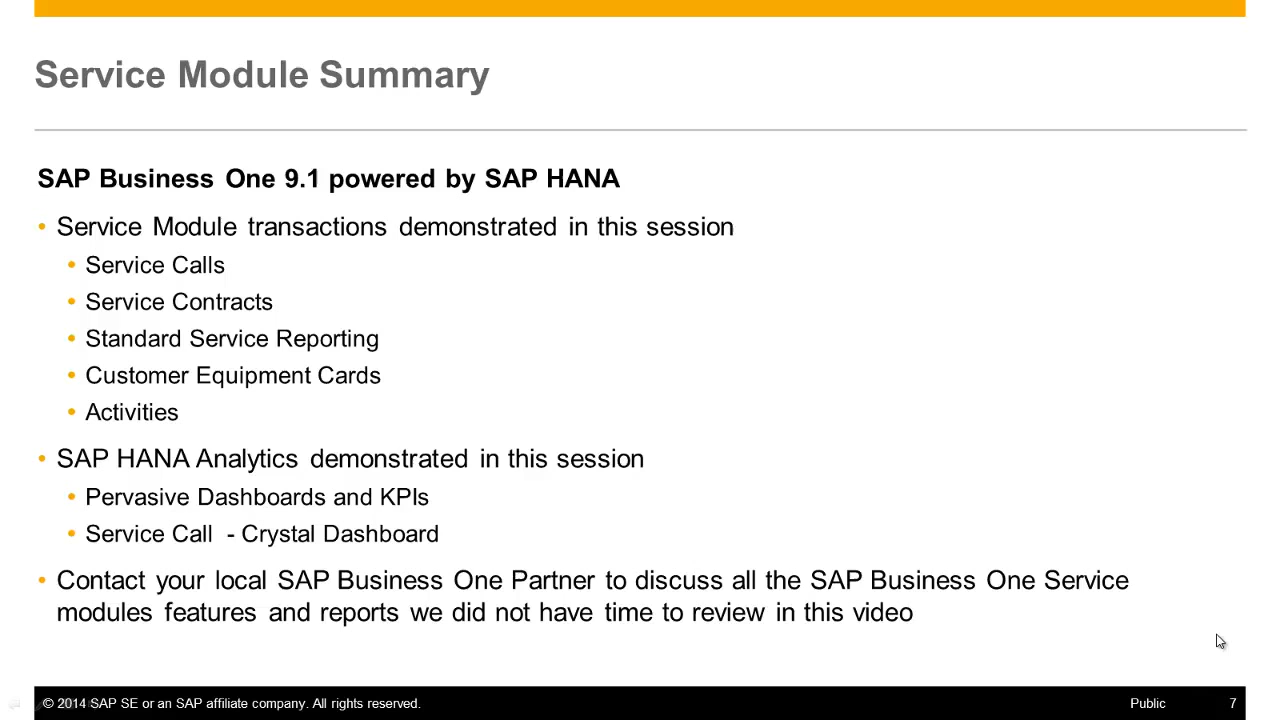 Service Module Summary
SAP Business One 9.1 powered by SAP HANA
• Service Module transactions demonstrated in this session
• Service Calls
• Service Contracts
• Standard Service Reporting
• Customer Equipment Cards
• Activities
• SAP HANA Analytics demonstrated in this session
• Pervasive Dashboards and KPIs
• Service Call - Crystal Dashboard
• Contact your local SAP Business One Partner to discuss all the SAP Business One Service
modules features and reports we did not have time to review in this video
© 2014 SAP SE or an SAP affiliate company. All rights reserved. Public 7